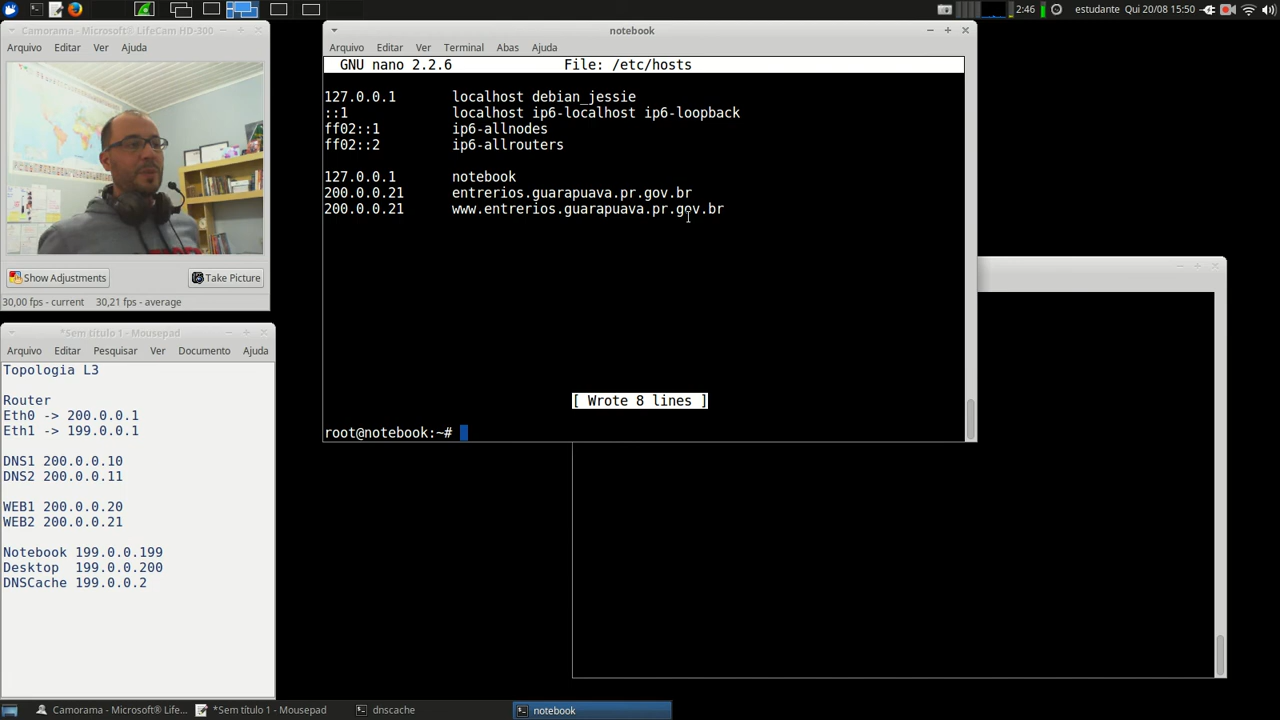 2:46 estudante Qui 20/08 15:50
Camorama - Microsoft® LifeCam HD-300
Arquivo Editar Ver Ajuda
Show Adjustments Take Picture
30,00 fps - current 30,21 fps - average
*Sem título 1 - Mousepad
Arquivo Editar Pesquisar Ver Documento Ajuda
Topologia L3
Router
Eth0 -> 200.0.0.1
Eth1 -> 199.0.0.1
DNS1 200.0.0.10
DNS2 200.0.0.11
WEB1 200.0.0.20
WEB2 200.0.0.21
Notebook 199.0.0.199
Desktop 199.0.0.200
DNSCache 199.0.0.2
notebook
Arquivo Editar Ver Terminal Abas Ajuda
GNU nano 2.2.6 File: /etc/hosts
127.0.0.1 localhost debian_jessie
::1 localhost ip6-localhost ip6-loopback
ff02::1 ip6-allnodes
ff02::2 ip6-allrouters
127.0.0.1 notebook
200.0.0.21 entrerios.guarapuava.pr.gov.br
200.0.0.21 www.entrerios.guarapuava.pr.gov.br
[ Wrote 8 lines ]
root@notebook:~#
Camorama - Microsoft® LifeCa... *Sem título 1 - Mousepad dnscache notebook